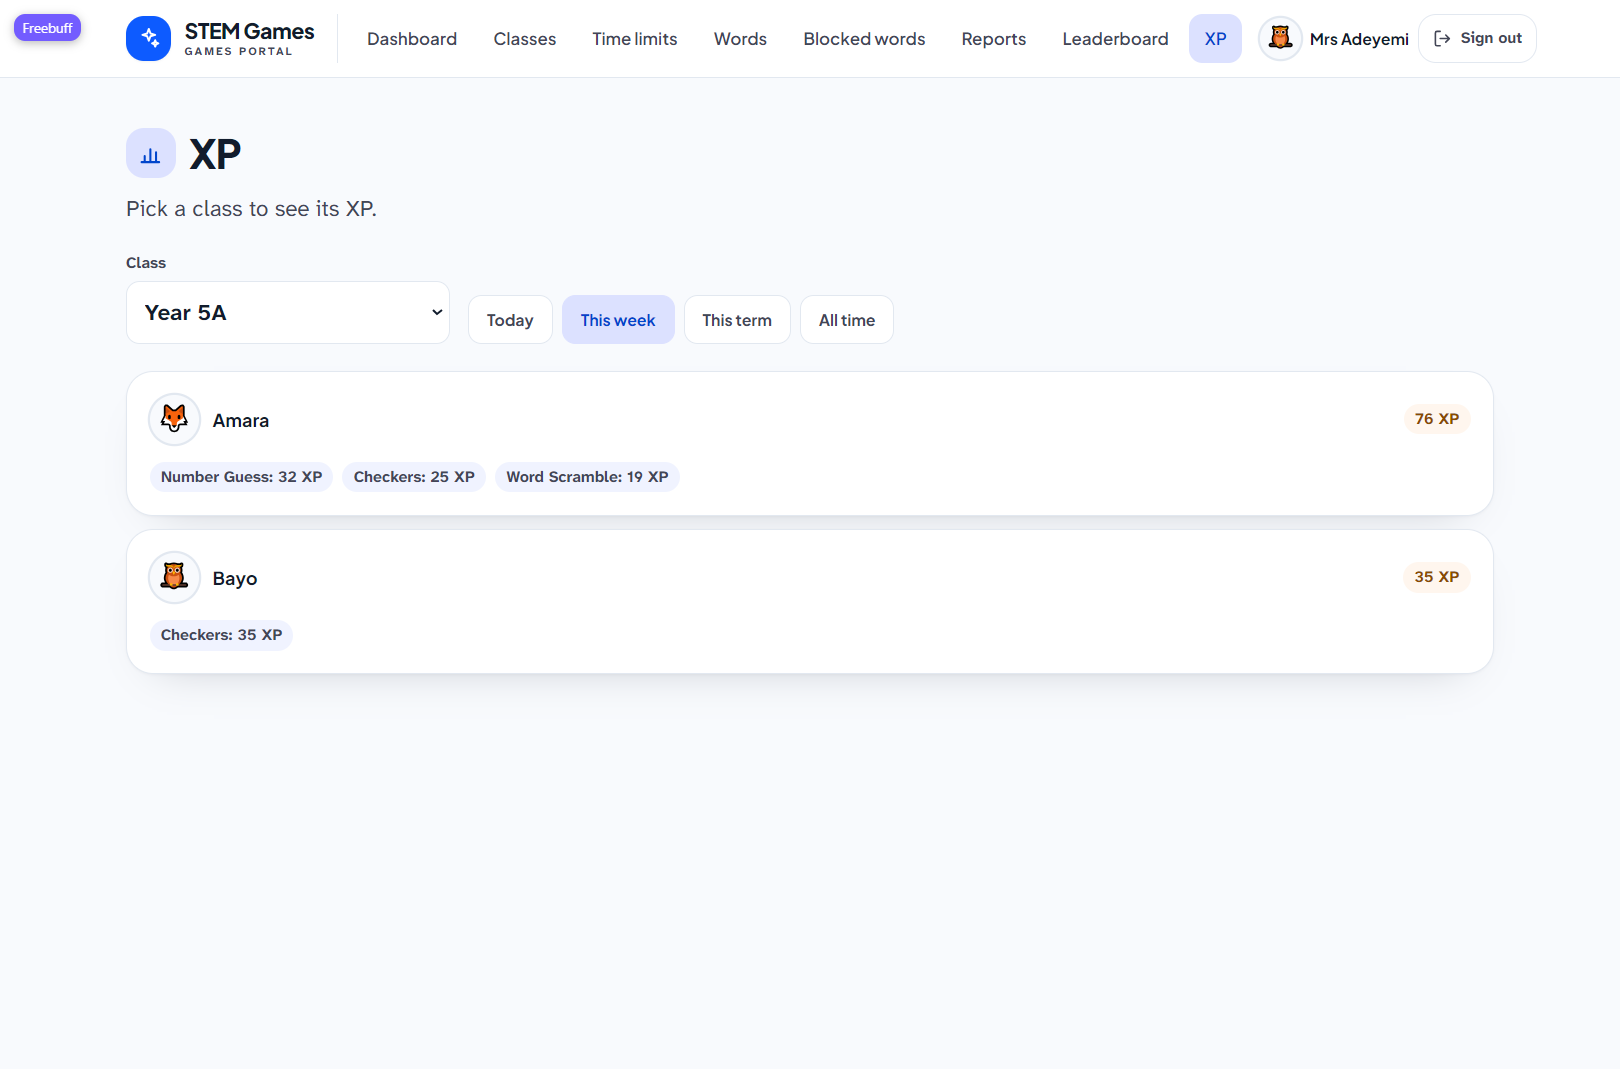 Freebuff
STEM Games
GAMES PORTAL
Dashboard
Classes
Time limits
Words
Blocked words
Reports
Leaderboard
XP
Mrs Adeyemi
Sign out
XP
Pick a class to see its XP.
Class
Year 5A
Today
This week
This term
All time
Amara
76 XP
Number Guess: 32 XP
Checkers: 25 XP
Word Scramble: 19 XP
Bayo
35 XP
Checkers: 35 XP